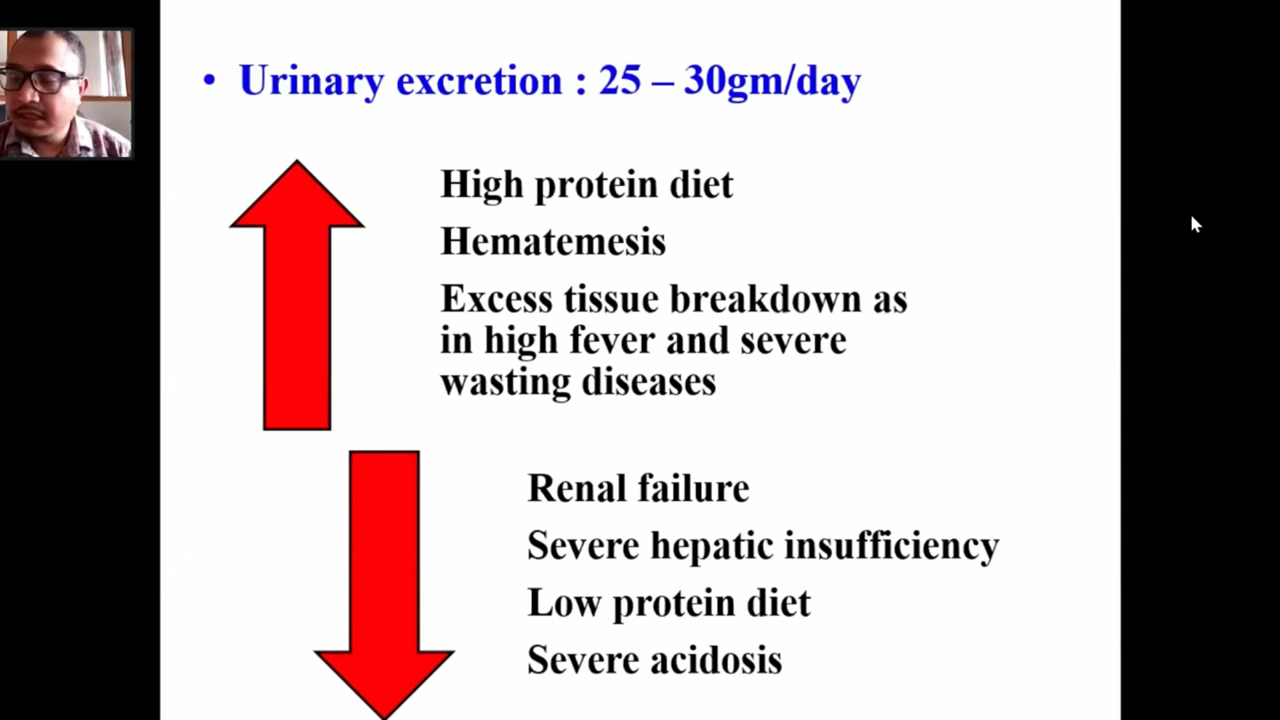 • Urinary excretion : 25 – 30gm/day
High protein diet
Hematemesis
Excess tissue breakdown as
in high fever and severe
wasting diseases
Renal failure
Severe hepatic insufficiency
Low protein diet
Severe acidosis